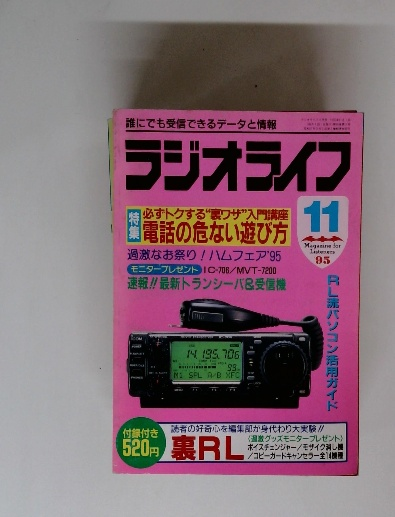 誰にでも受信できるデータと情報
ラジオライフ
特集
必ずトクする“裏ワザ”入門講座
電話の危ない遊び方
11
Magazine for
Listeners
95
過激なお祭り!ハムフェア'95
モニタープレゼント IC-706/MVT-7200
速報!!最新トランシーバ&受信機
RL流パソコン活用ガイド
14.195.706
M1 SPL A/B
付録付き
520円
読者の好奇心を編集部が身代わり大実験!!
裏RL
〈過激グッズモニタープレゼント〉
ボイスチェンジャー/モザイク消し機
/コピーガードキャンセラー全14機種